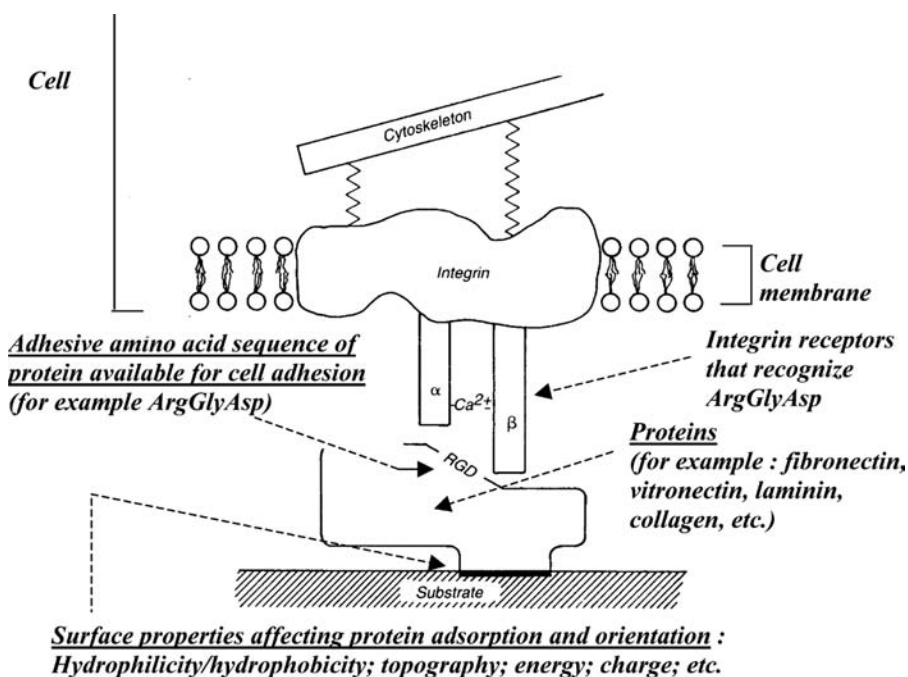 Cell
Cytoskeleton
Integrin
Cell
membrane
Adhesive amino acid sequence of
protein available for cell adhesion
(for example ArgGlyAsp)
α
Ca2+
β
Integrin receptors
that recognize
ArgGlyAsp
RGD
Proteins
(for example : fibronectin,
vitronectin, laminin,
collagen, etc.)
Substrate
Surface properties affecting protein adsorption and orientation :
Hydrophilicity/hydrophobicity; topography; energy; charge; etc.